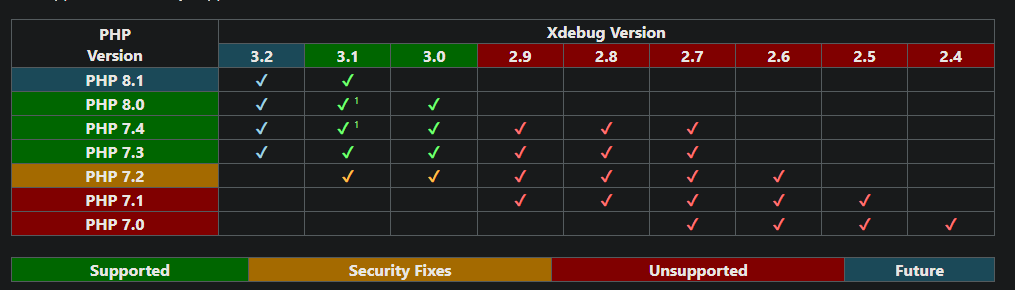 PHP Version
Xdebug Version
3.2 3.1 3.0 2.9 2.8 2.7 2.6 2.5 2.4
PHP 8.1 ✓ ✓
PHP 8.0 ✓ ✓ 1 ✓
PHP 7.4 ✓ ✓ 1 ✓ ✓ ✓ ✓
PHP 7.3 ✓ ✓ ✓ ✓ ✓ ✓
PHP 7.2 ✓ ✓ ✓ ✓ ✓ ✓
PHP 7.1 ✓ ✓ ✓ ✓ ✓
PHP 7.0 ✓ ✓ ✓ ✓
Supported Security Fixes Unsupported Future